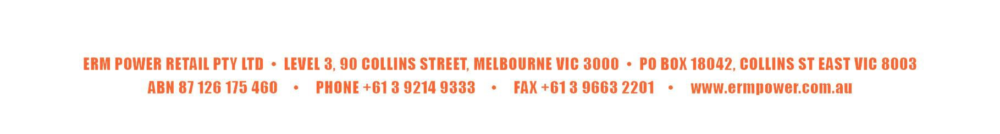 ERM POWER RETAIL PTY LTD • LEVEL 3, 90 COLLINS STREET, MELBOURNE VIC 3000 • PO BOX 18042, COLLINS ST EAST VIC 8003
ABN 87 126 175 460 • PHONE +61 3 9214 9333 • FAX +61 3 9663 2201 • www.ermpower.com.au